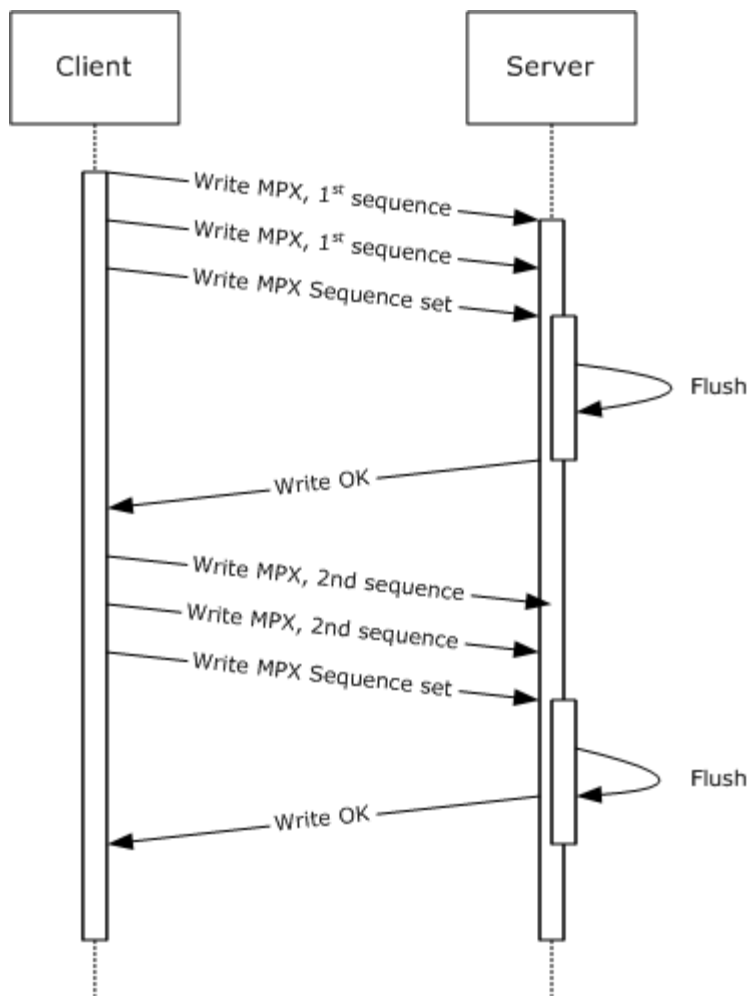 Client
Server
Write MPX, 1st sequence
Write MPX, 1st sequence
Write MPX Sequence set
Flush
Write OK
Write MPX, 2nd sequence
Write MPX, 2nd sequence
Write MPX Sequence set
Flush
Write OK